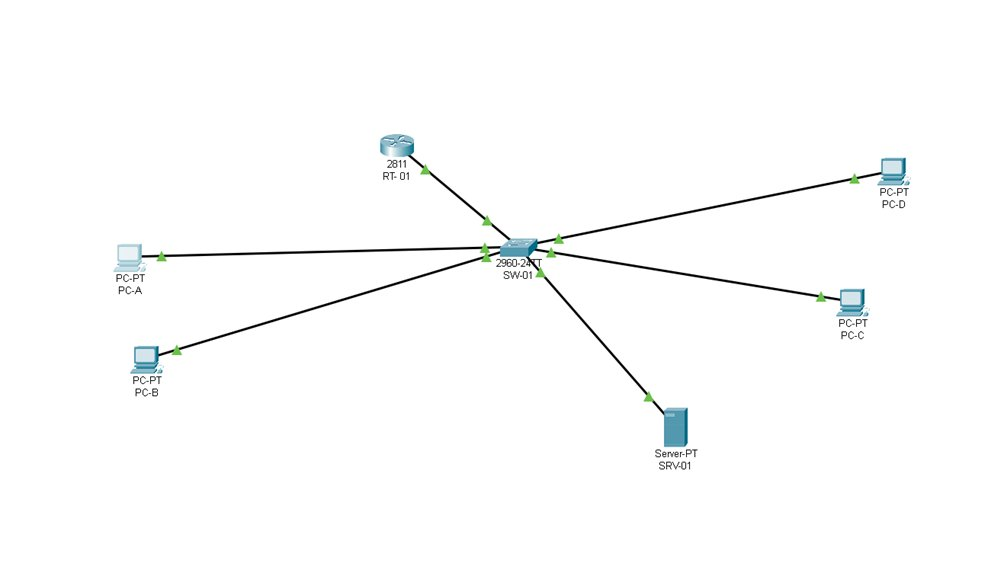 2811
RT- 01
PC-PT
PC-D
PC-PT
PC-A
2960-24TT
SW-01
PC-PT
PC-C
PC-PT
PC-B
Server-PT
SRV-01